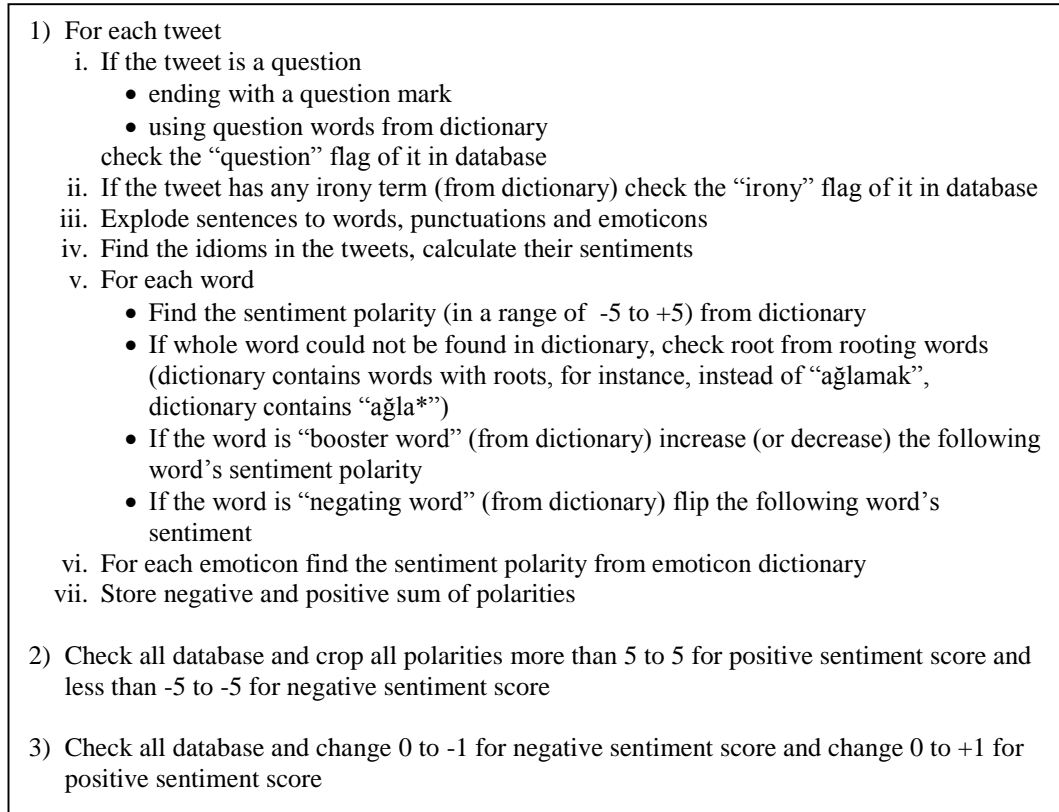 1) For each tweet
i. If the tweet is a question
• ending with a question mark
• using question words from dictionary
check the “question” flag of it in database
ii. If the tweet has any irony term (from dictionary) check the “irony” flag of it in database
iii. Explode sentences to words, punctuations and emoticons
iv. Find the idioms in the tweets, calculate their sentiments
v. For each word
• Find the sentiment polarity (in a range of -5 to +5) from dictionary
• If whole word could not be found in dictionary, check root from rooting words
(dictionary contains words with roots, for instance, instead of “ağlamak”,
dictionary contains “ağla*”)
• If the word is “booster word” (from dictionary) increase (or decrease) the following
word’s sentiment polarity
• If the word is “negating word” (from dictionary) flip the following word’s
sentiment
vi. For each emoticon find the sentiment polarity from emoticon dictionary
vii. Store negative and positive sum of polarities
2) Check all database and crop all polarities more than 5 to 5 for positive sentiment score and
less than -5 to -5 for negative sentiment score
3) Check all database and change 0 to -1 for negative sentiment score and change 0 to +1 for
positive sentiment score